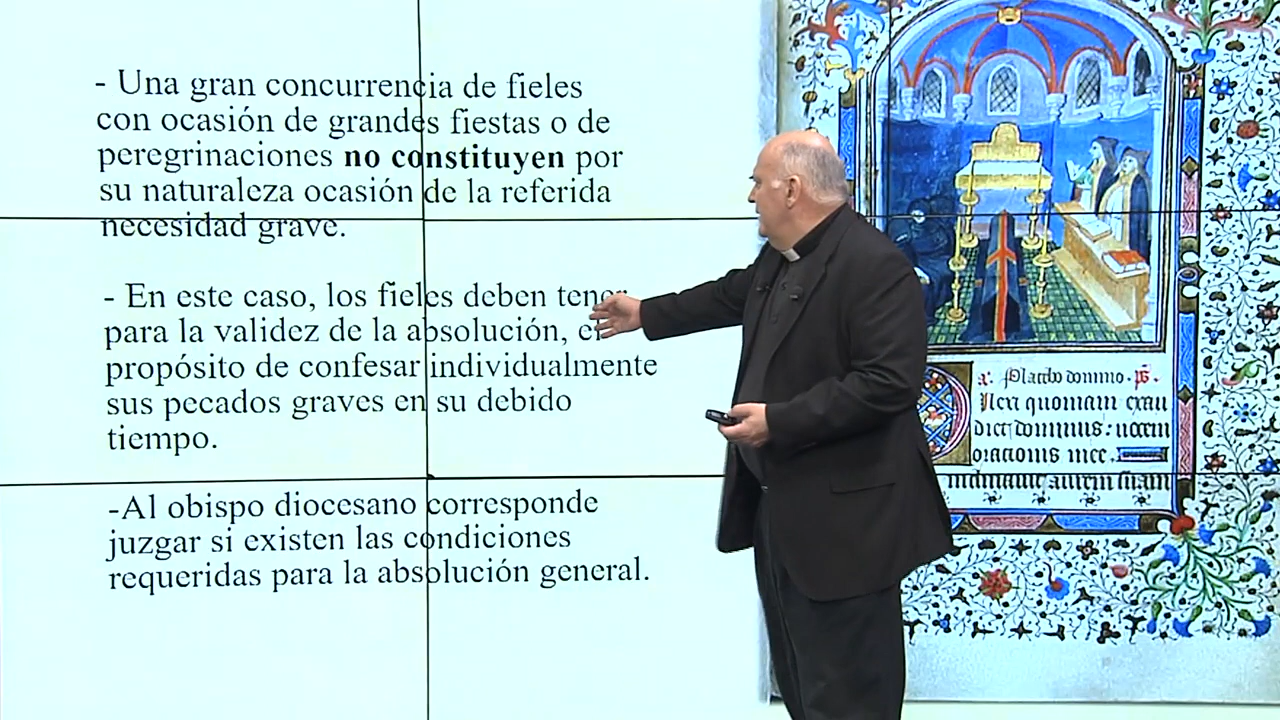 - Una gran concurrencia de fieles
con ocasión de grandes fiestas o de
peregrinaciones no constituyen por
su naturaleza ocasión de la referida
necesidad grave.
- En este caso, los fieles deben tener
para la validez de la absolución, el
propósito de confesar individualmente
sus pecados graves en su debido
tiempo.
-Al obispo diocesano corresponde
juzgar si existen las condiciones
requeridas para la absolución general.
quoniam